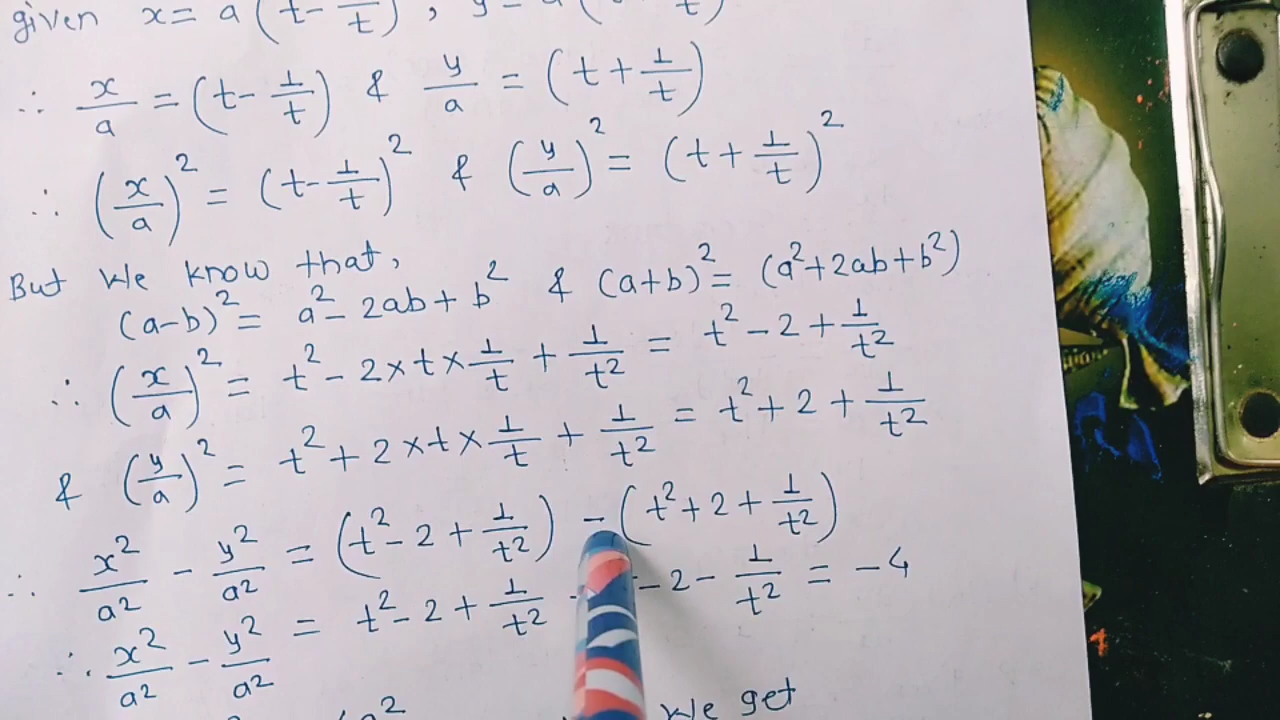 given x = a (t - 1/t), y = a (
∴ x/a = (t - 1/t) & y/a = (t + 1/t)
∴ (x/a)² = (t - 1/t)² & (y/a)² = (t + 1/t)²
But We know that,
(a-b)² = a² - 2ab + b² & (a+b)² = (a²+2ab+b²)
∴ (x/a)² = t² - 2×t×1/t + 1/t² = t² - 2 + 1/t²
& (y/a)² = t² + 2×t×1/t + 1/t² = t² + 2 + 1/t²
∴ x²/a² - y²/a² = (t² - 2 + 1/t²) - (t² + 2 + 1/t²)
∴ x²/a² - y²/a² = t² - 2 + 1/t² - - 2 - 1/t² = -4
We get